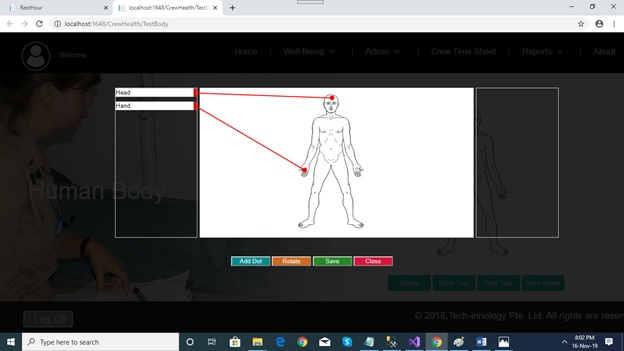 RestHour
localhost:1648/CrewHealth/TestBod
localhost:1648/CrewHealth/TestBody
Welcome
Home
Well Being
Admin
Crew Time Sheet
Reports
About
Head
Hand
Human Body
Add Dot
Rotate
Save
Close
Rotate
Show Tags
Hide Tags
Save Image
Log Off
© 2018,Tech-innology Pte. Ltd. All rights are reser
Type here to search
8:02 PM
16-Nov-19